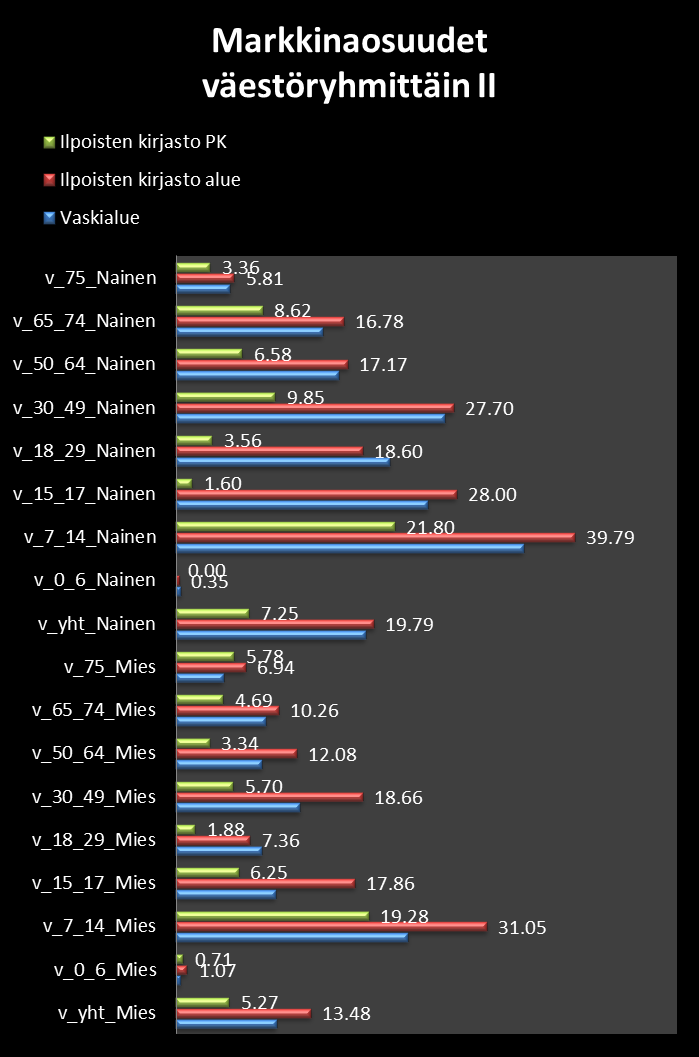 Markkinaosuudet
väestöryhmittäin II
Ilpoisten kirjasto PK
Ilpoisten kirjasto alue
Vaskialue
v_75_Nainen 3.36 5.81
v_65_74_Nainen 8.62 16.78
v_50_64_Nainen 6.58 17.17
v_30_49_Nainen 9.85 27.70
v_18_29_Nainen 3.56 18.60
v_15_17_Nainen 1.60 28.00
v_7_14_Nainen 21.80 39.79
v_0_6_Nainen 0.00 0.35
v_yht_Nainen 7.25 19.79
v_75_Mies 5.78 6.94
v_65_74_Mies 4.69 10.26
v_50_64_Mies 3.34 12.08
v_30_49_Mies 5.70 18.66
v_18_29_Mies 1.88 7.36
v_15_17_Mies 6.25 17.86
v_7_14_Mies 19.28 31.05
v_0_6_Mies 0.71 1.07
v_yht_Mies 5.27 13.48